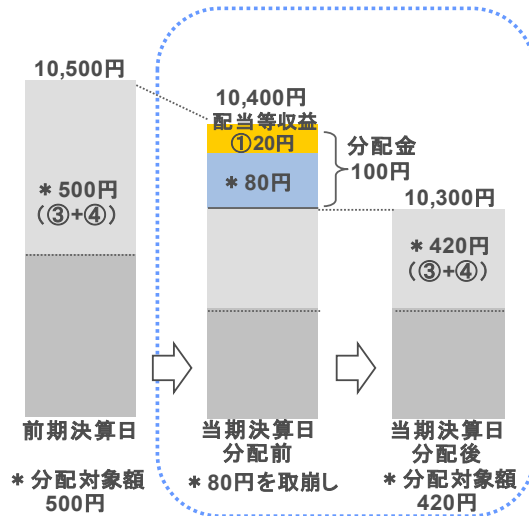 10,500円
＊500円
（③+④）
前期決算日
＊分配対象額
500円
10,400円
配当等収益
①20円
＊80円
分配金
100円
当期決算日
分配前
＊80円を取崩し
10,300円
＊420円
（③+④）
当期決算日
分配後
＊分配対象額
420円